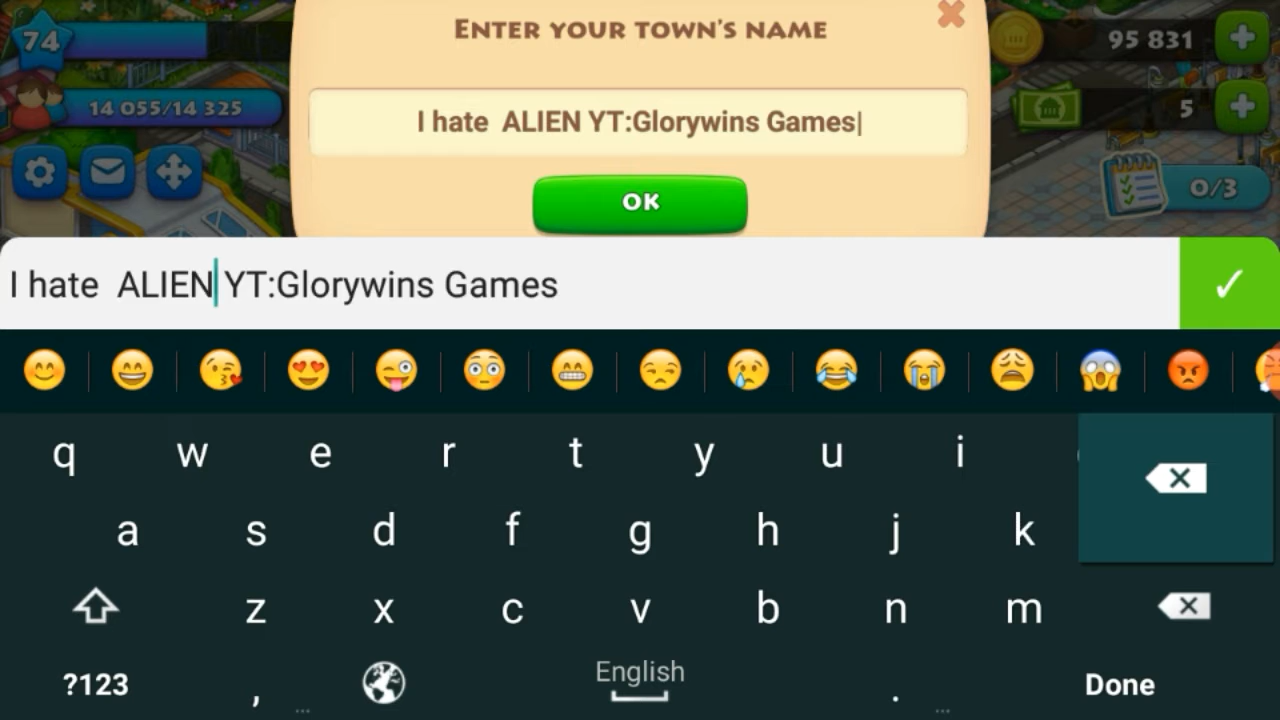 74
ENTER YOUR TOWN'S NAME
95 831
14 055/14 325
I hate  ALIEN YT:Glorywins Games
5
OK
0/3
I hate  ALIEN YT:Glorywins Games
q w e r t y u i
a s d f g h j k
z x c v b n m
?123 , English . Done